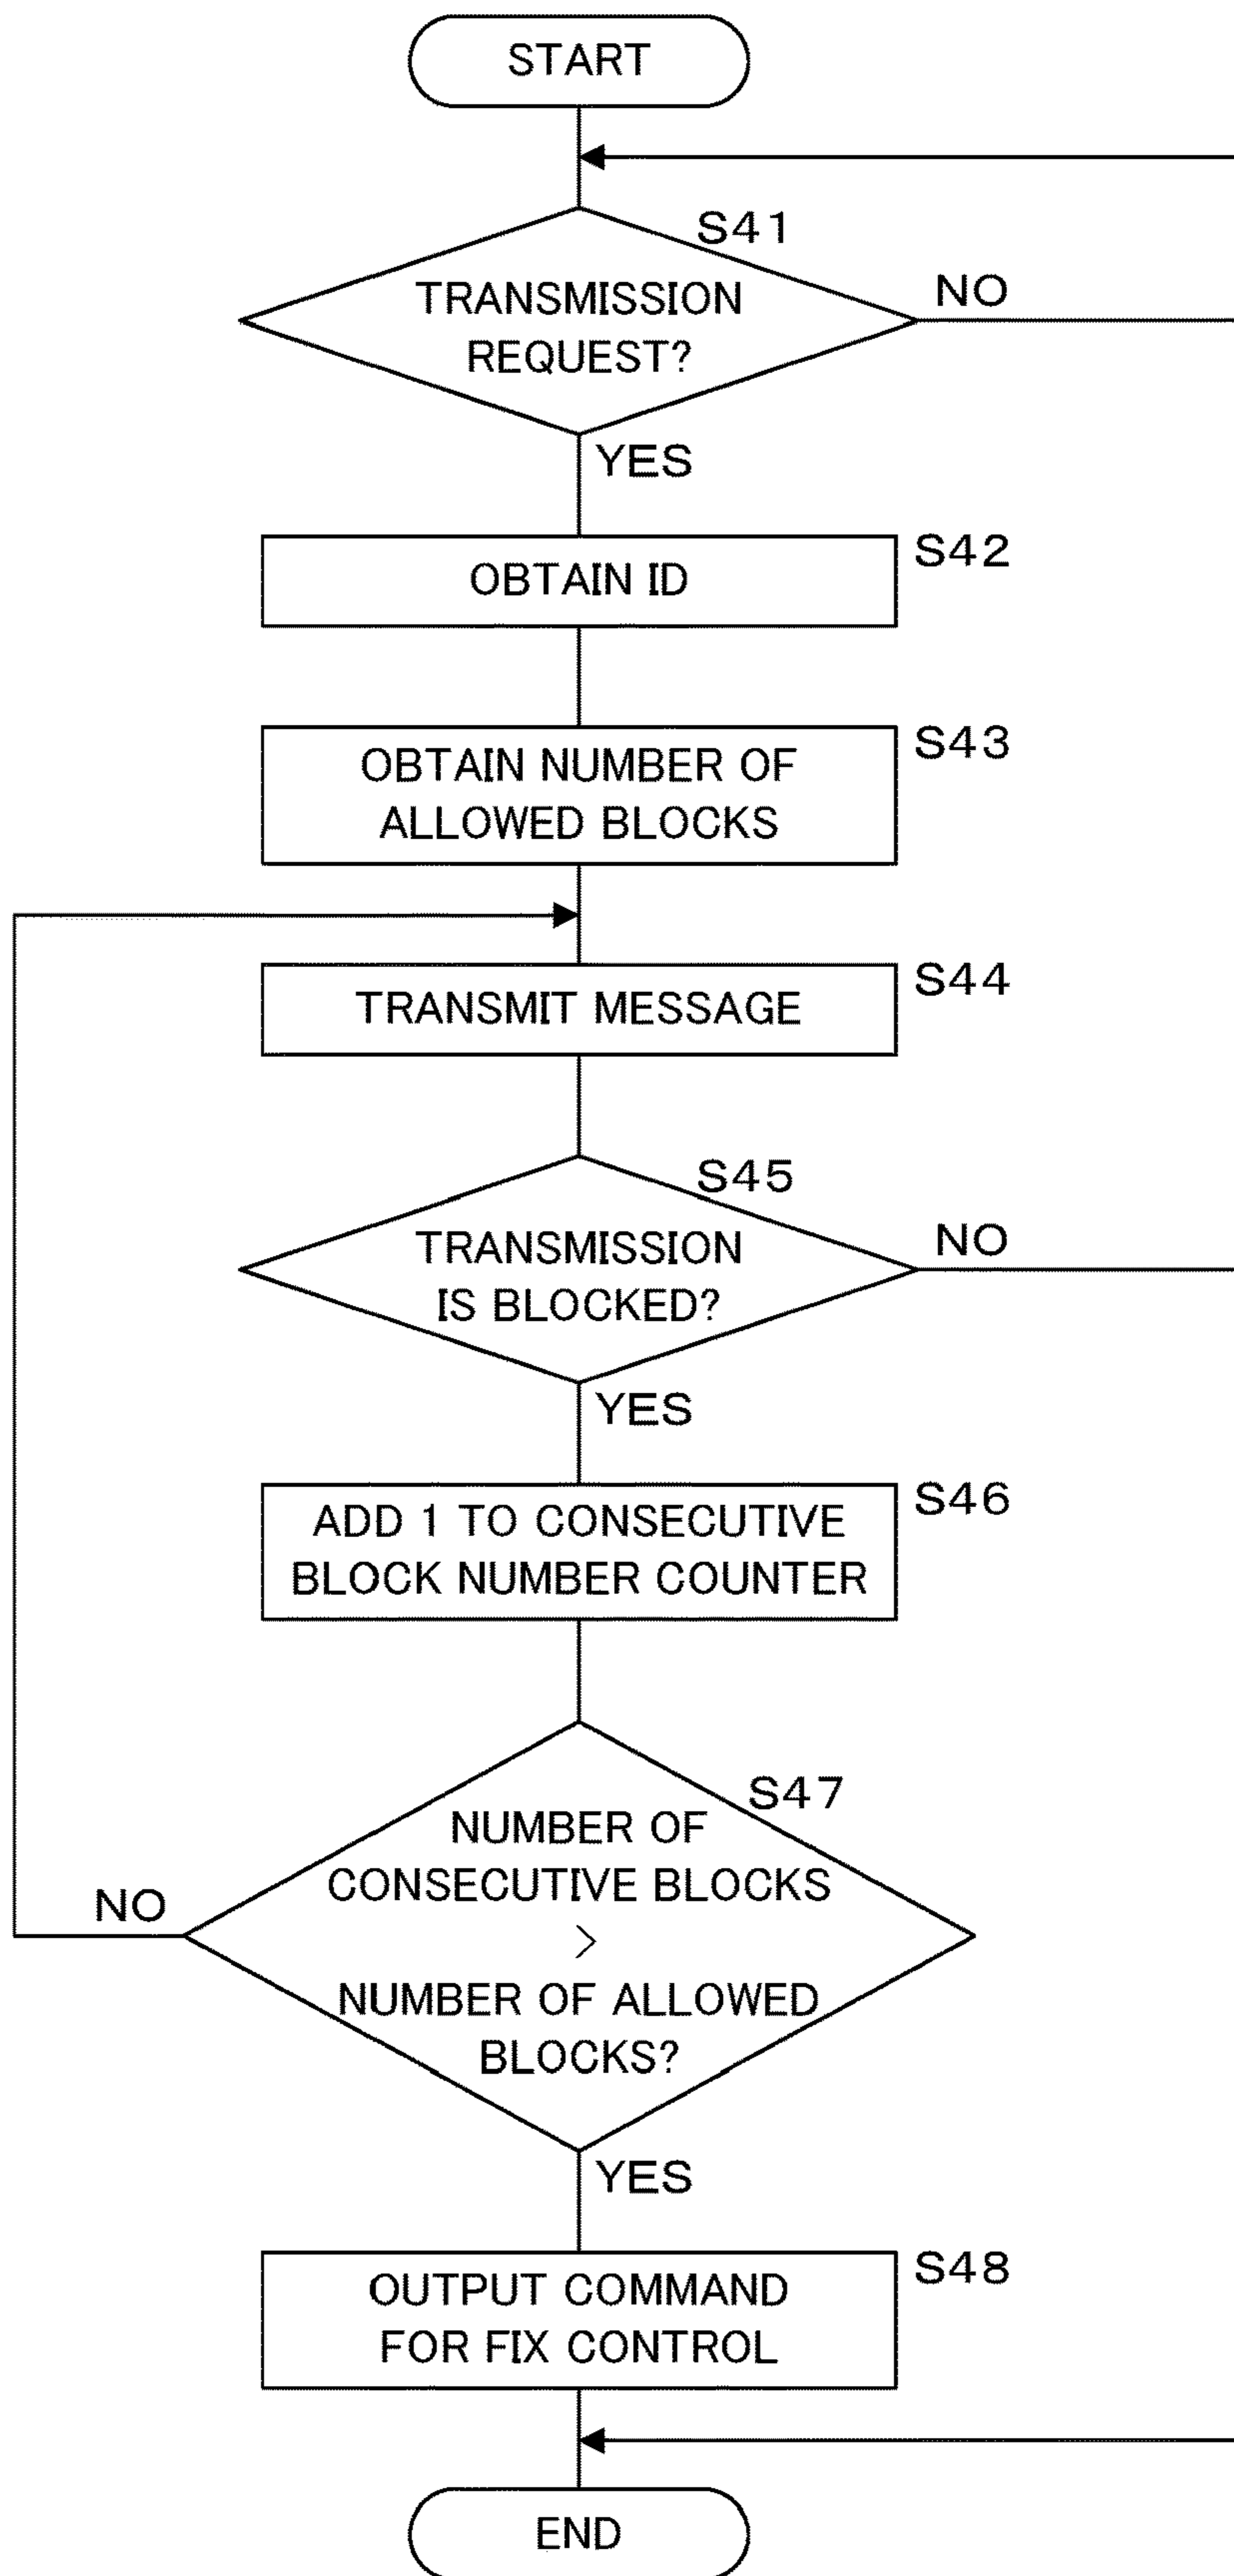 START
S41
TRANSMISSION
REQUEST?
NO
YES
S42
OBTAIN ID
S43
OBTAIN NUMBER OF
ALLOWED BLOCKS
S44
TRANSMIT MESSAGE
S45
TRANSMISSION
IS BLOCKED?
NO
YES
S46
ADD 1 TO CONSECUTIVE
BLOCK NUMBER COUNTER
S47
NUMBER OF
CONSECUTIVE BLOCKS
>
NUMBER OF ALLOWED
BLOCKS?
NO
YES
S48
OUTPUT COMMAND
FOR FIX CONTROL
END